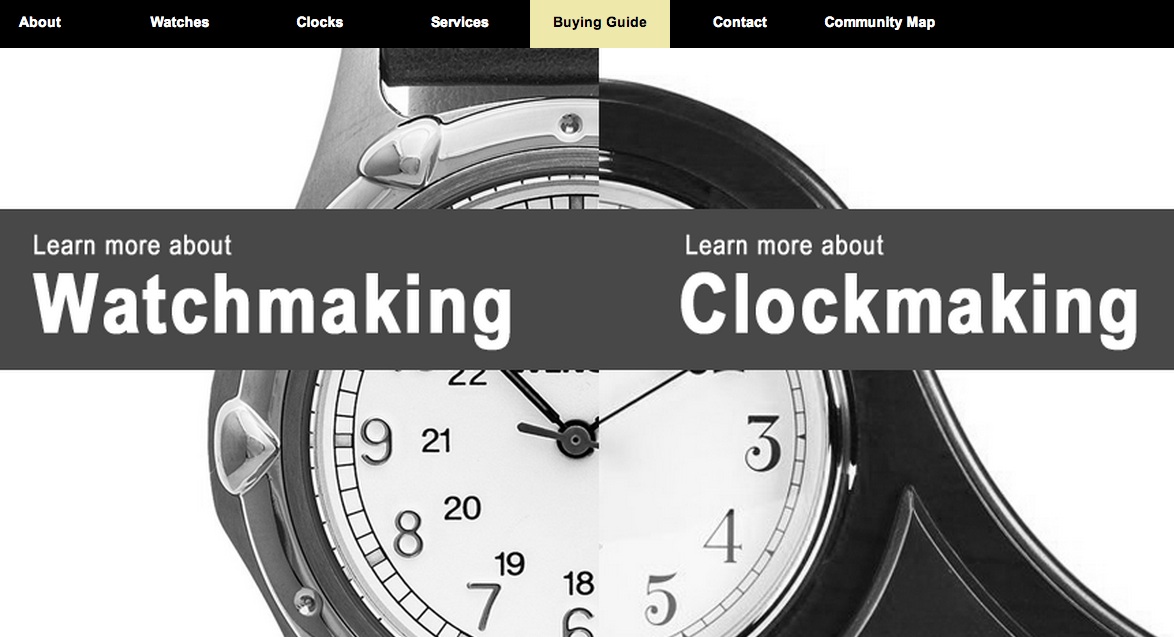 About Watches Clocks Services Buying Guide Contact Community Map
Learn more about
Watchmaking
Learn more about
Clockmaking
22
9 21
20
8
19
7
18
6
3
4
5